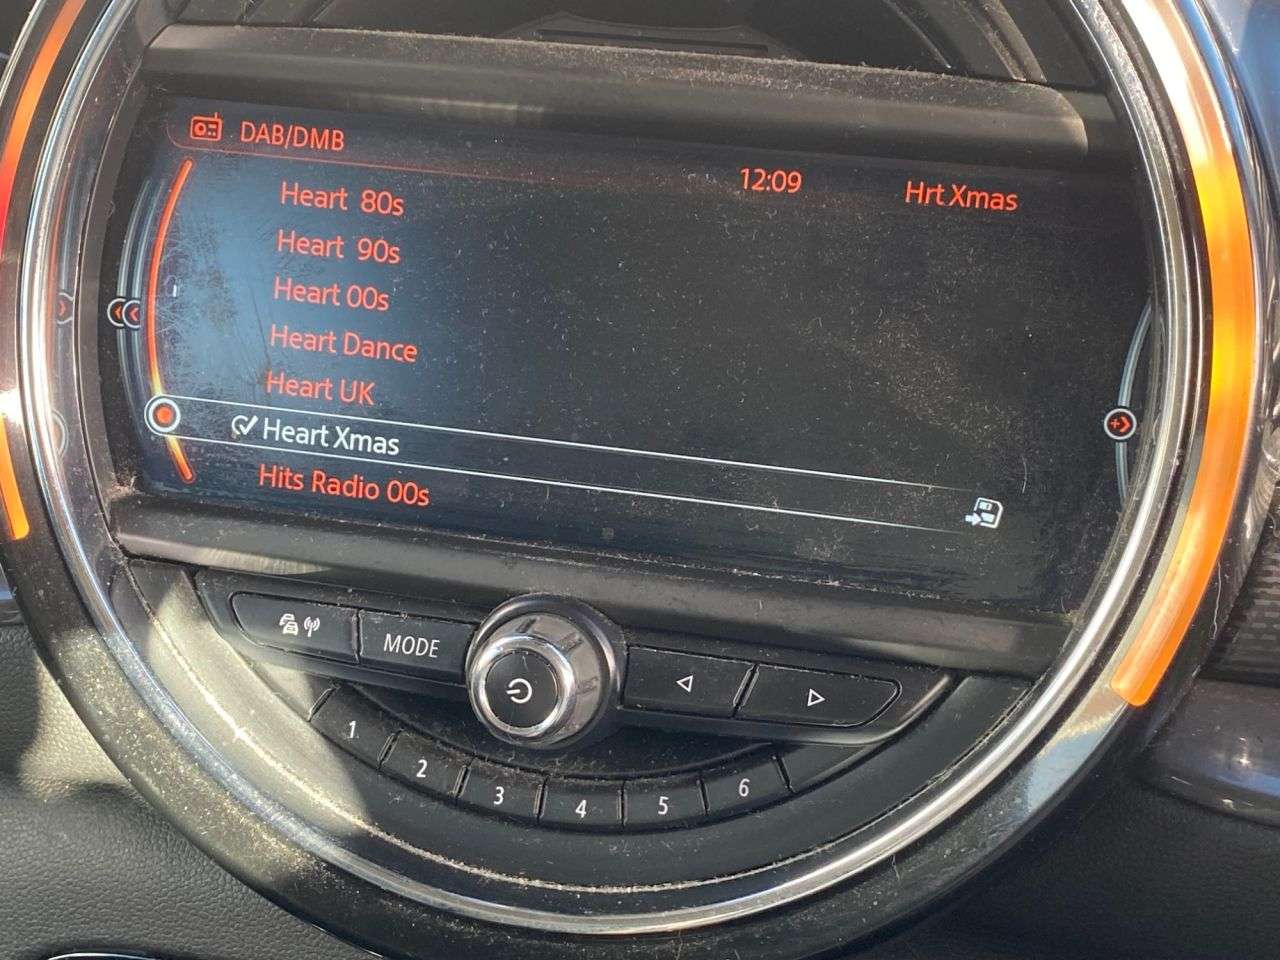 DAB/DMB
12:09
Hrt Xmas
Heart 80s
Heart 90s
Heart 00s
Heart Dance
Heart UK
Heart Xmas
Hits Radio 00s
MODE
1
2
3
4
5
6